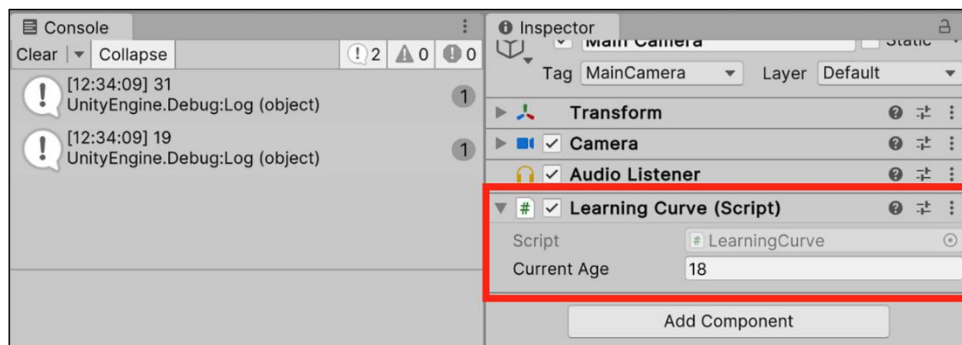 Console
Clear Collapse 2 0 0
[12:34:09] 31
UnityEngine.Debug:Log (object)
1
[12:34:09] 19
UnityEngine.Debug:Log (object)
1
Inspector
Main Camera Static
Tag MainCamera Layer Default
Transform
Camera
Audio Listener
# Learning Curve (Script)
Script # LearningCurve
Current Age 18
Add Component